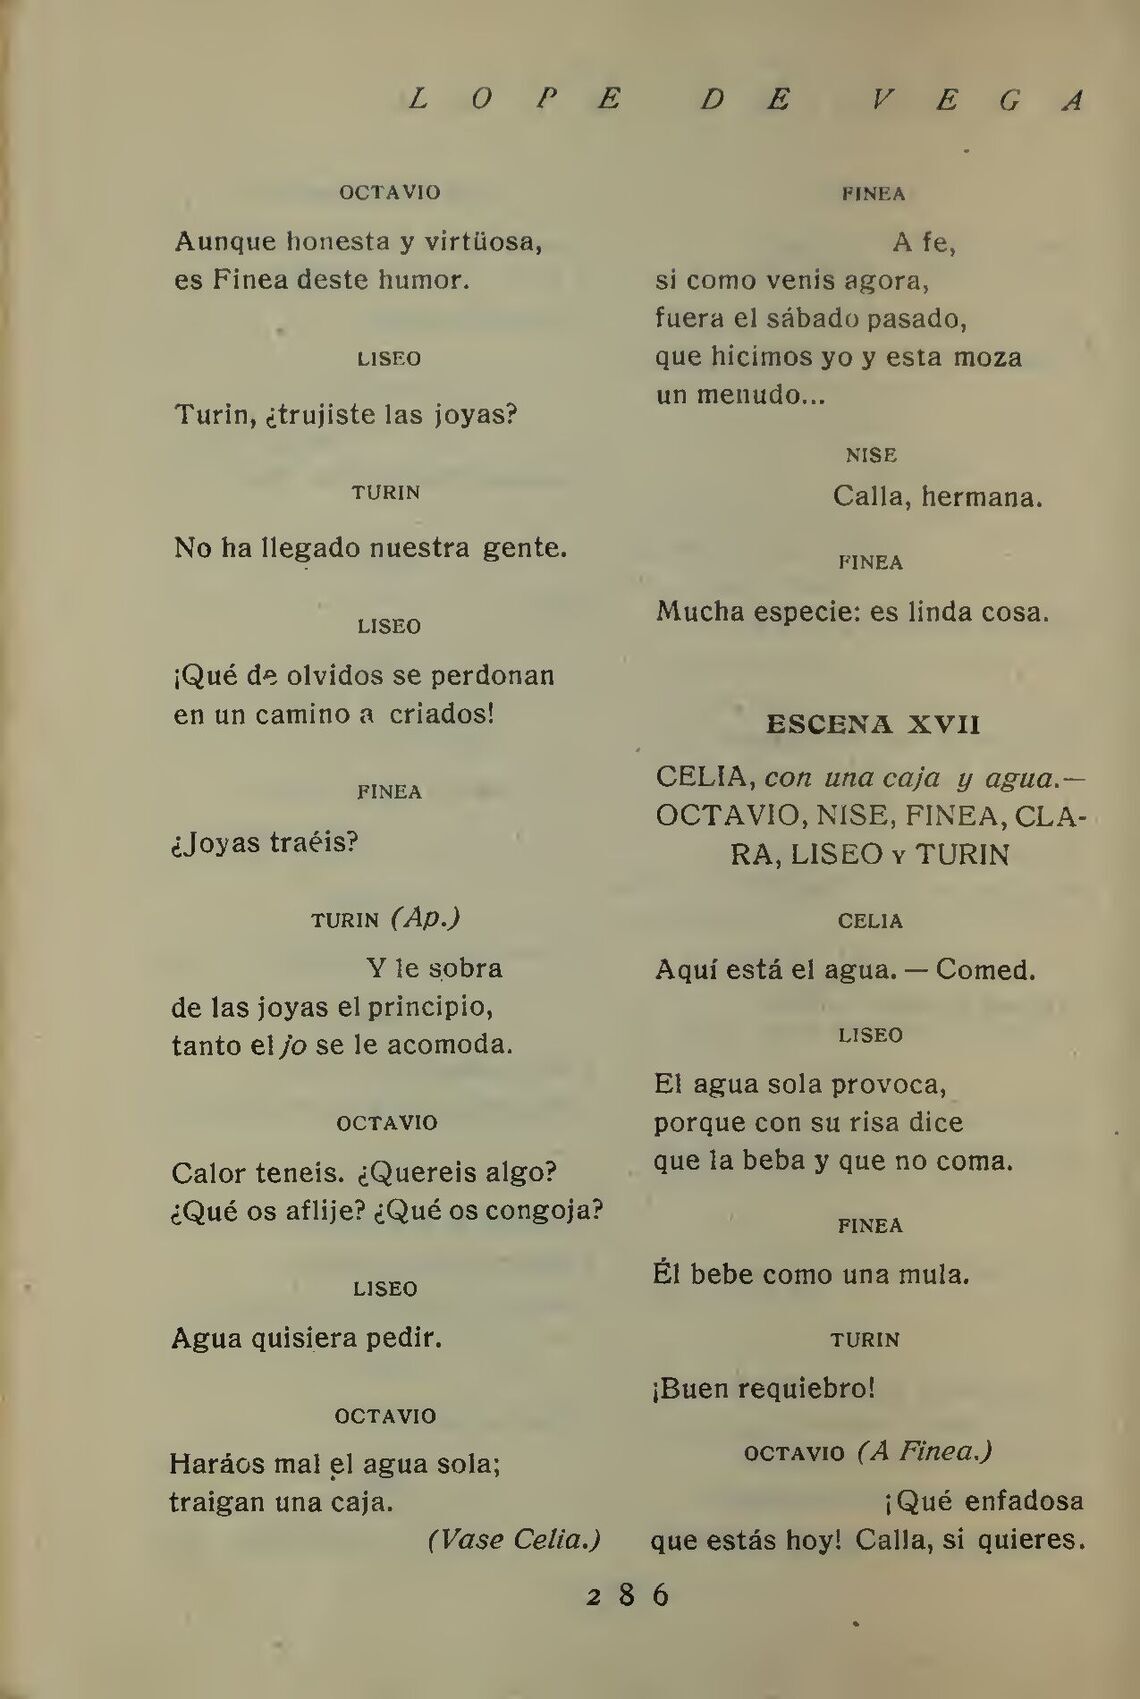 LOPE DE VEGA
OCTAVIO
Aunque honesta y virtüosa,
es Finea deste humor.
LISEO
Turin, ¿trujiste las joyas?
TURIN
No ha llegado nuestra gente.
LISEO
¡Qué de olvidos se perdonan
en un camino a criados!
FINEA
¿Joyas traéis?
TURIN (Ap.)
Y le sobra
de las joyas el principio,
tanto el jo se le acomoda.
OCTAVIO
Calor teneis. ¿Quereis algo?
¿Qué os aflije? ¿Qué os congoja?
LISEO
Agua quisiera pedir.
OCTAVIO
Haráos mal el agua sola;
traigan una caja.
(Vase Celia.)
FINEA
A fe,
si como venis agora,
fuera el sábado pasado,
que hicimos yo y esta moza
un menudo...
NISE
Calla, hermana.
FINEA
Mucha especie: es linda cosa.
ESCENA XVII
CELIA, con una caja y agua.—
OCTAVIO, NISE, FINEA, CLA-
RA, LISEO Y TURIN
CELIA
Aquí está el agua. — Comed.
LISEO
El agua sola provoca,
porque con su risa dice
que la beba y que no coma.
FINEA
Él bebe como una mula.
TURIN
¡Buen requiebro!
OCTAVIO (A Finea.)
¡Qué enfadosa
que estás hoy! Calla, si quieres.
286